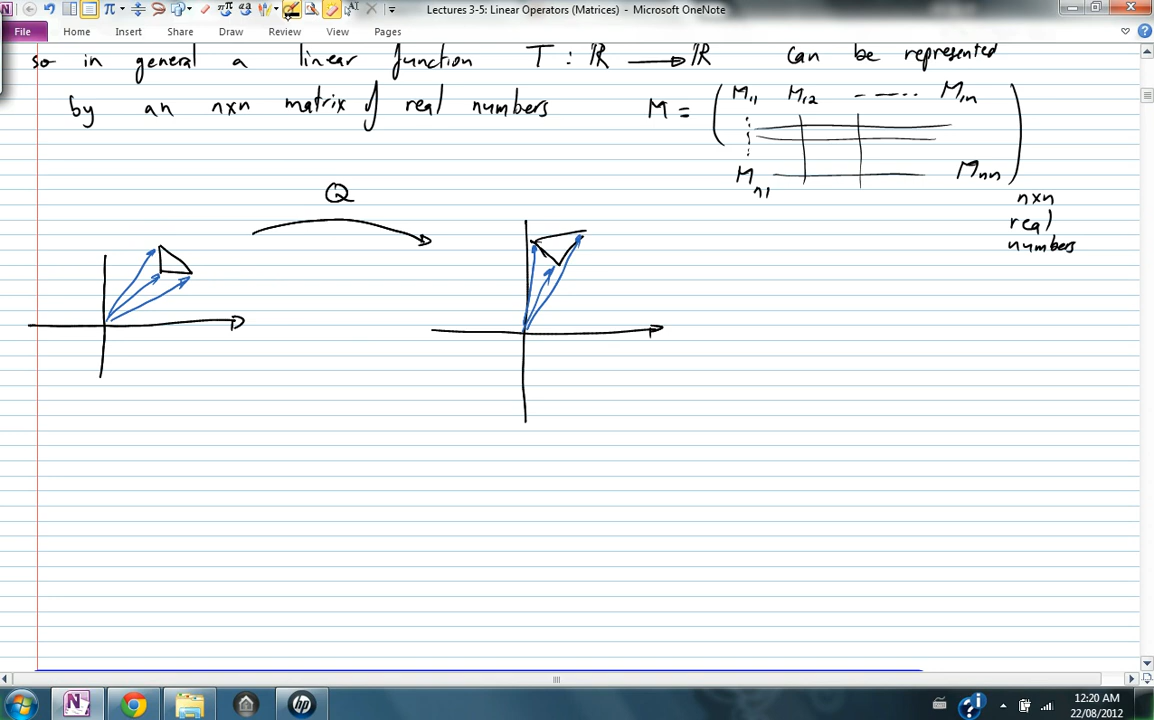 Lectures 3-5: Linear Operators (Matrices) - Microsoft OneNote
File Home Insert Share Draw Review View Pages
so in general a linear function T : ℝ → ℝ can be represented
by an n×n matrix of real numbers M = ( M11 M12 - - .... M1n
Mn1 Mnn )
n×n
real
numbers
Q
12:20 AM
22/08/2012